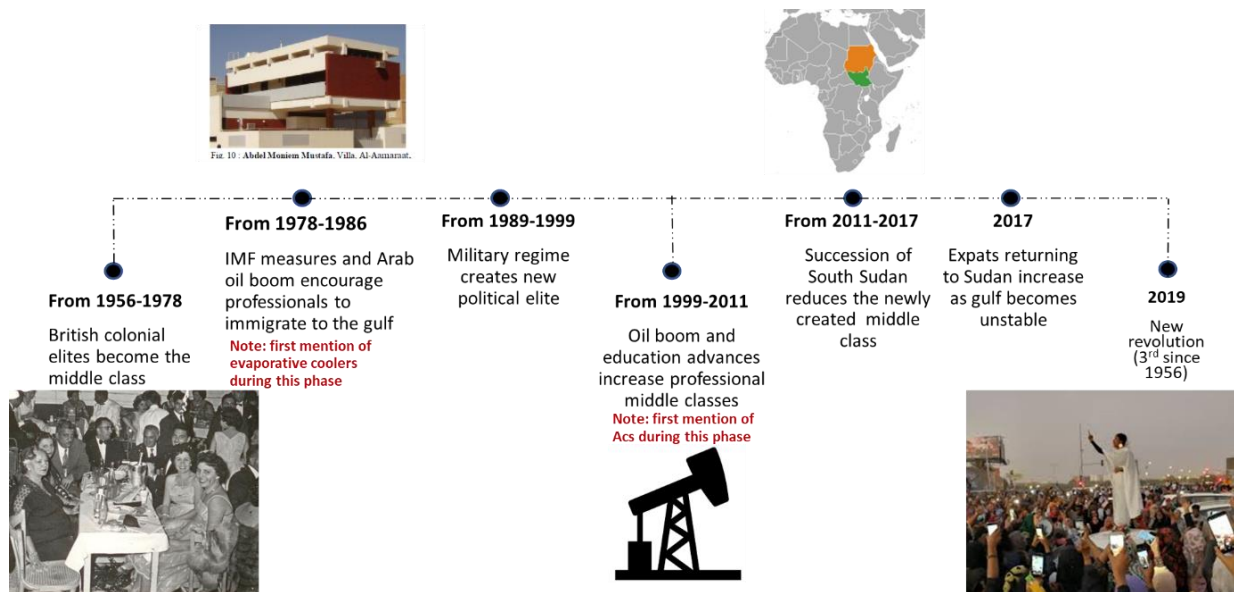 Fig. 10 : Abdel Moniem Mustafa. Villa. Al-Aamaraat.
From 1956-1978
British colonial
elites become the
middle class
From 1978-1986
IMF measures and Arab
oil boom encourage
professionals to
immigrate to the gulf
Note: first mention of
evaporative coolers
during this phase
From 1989-1999
Military regime
creates new
political elite
From 1999-2011
Oil boom and
education advances
increase professional
middle classes
Note: first mention of
Acs during this phase
From 2011-2017
Succession of
South Sudan
reduces the newly
created middle
class
2017
Expats returning
to Sudan increase
as gulf becomes
unstable
2019
New
revolution
(3rd since
1956)